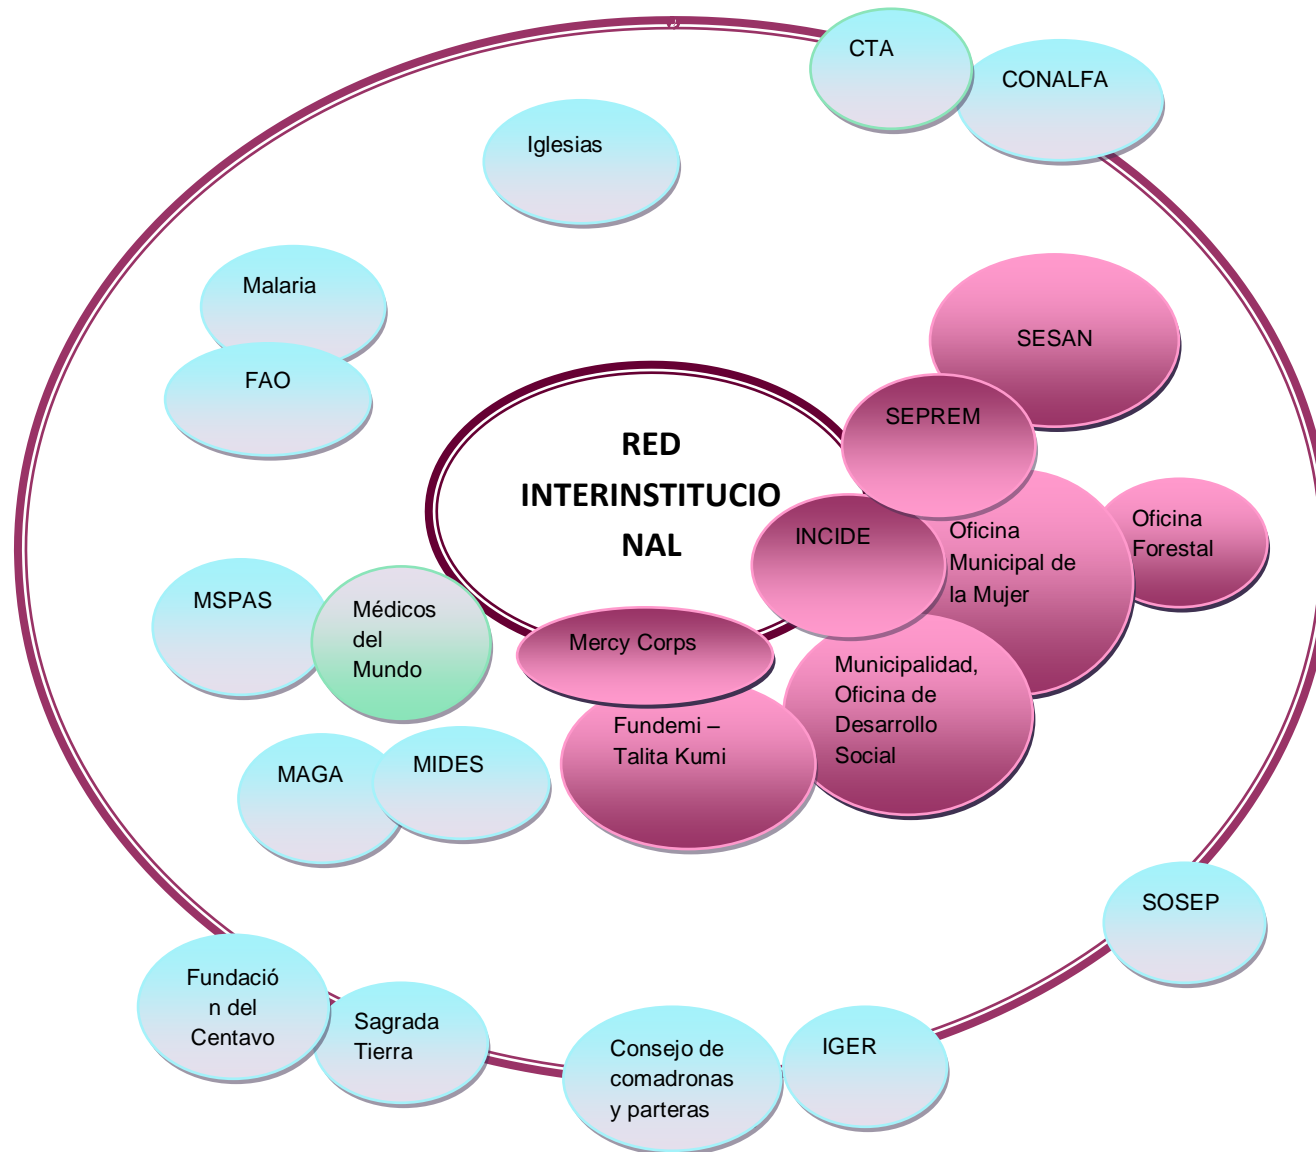 CTA
CONALFA
Iglesias
Malaria
FAO
SESAN
SEPREM
RED
INTERINSTITUCIO
NAL
INCIDE
Oficina
Municipal de
la Mujer
Oficina
Forestal
MSPAS
Médicos
del
Mundo
Mercy Corps
Municipalidad,
Oficina de
Desarrollo
Social
Fundemi –
Talita Kumi
MAGA
MIDES
SOSEP
Fundació
n del
Centavo
Sagrada
Tierra
Consejo de
comadronas
y parteras
IGER